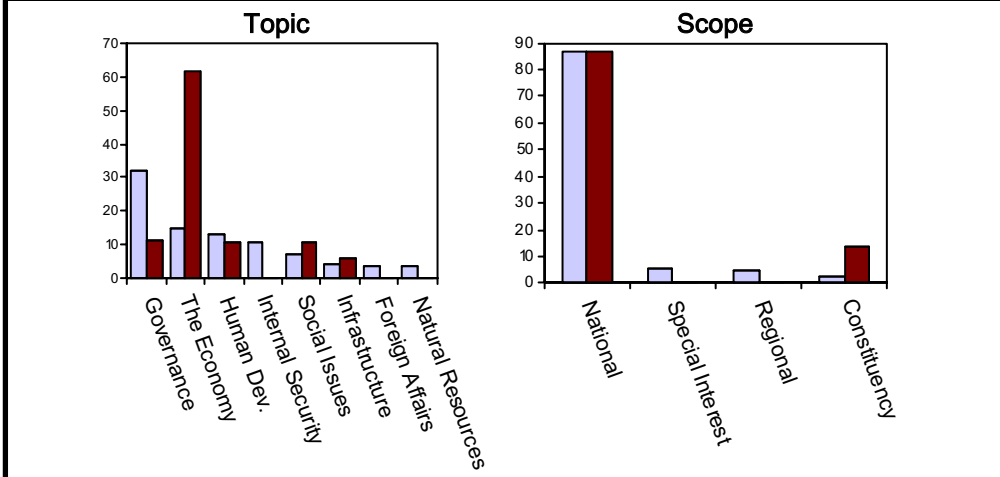 Topic
70
60
50
40
30
20
10
0
Governance
The Economy
Human Dev.
Internal Security
Social Issues
Infrastructure
Foreign Affairs
Natural Resources
Scope
90
80
70
60
50
40
30
20
10
0
National
Special Interest
Regional
Constituency